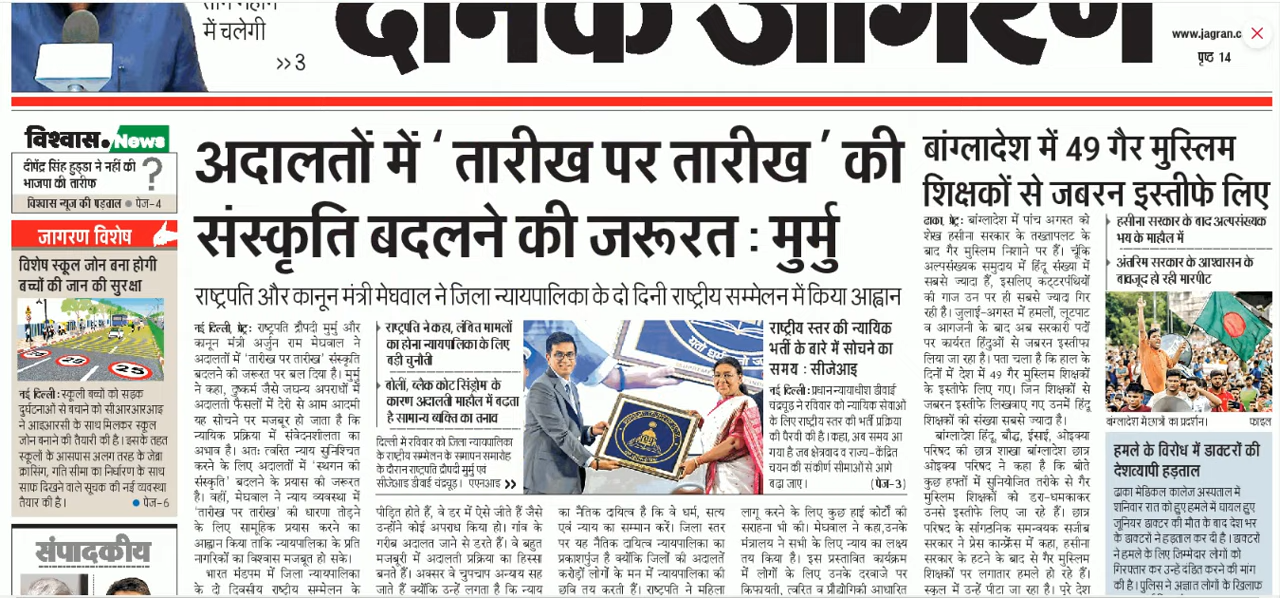 में चलेगी
>> 3
दैनिक जागरण
www.jagran.c
पृष्ठ 14
विश्वास.News
दीपेंद्र सिंह हुड्डा ने नहीं की
भाजपा की तारीफ
?
विश्वास न्यूज की पड़ताल ● पेज-4
जागरण विशेष
विशेष स्कूल जोन बना होगी
बच्चों की जान की सुरक्षा
25
नई दिल्ली: स्कूली बच्चों को सड़क
दुर्घटनाओं से बचाने को सीआरआरआइ
ने आइआरसी के साथ मिलकर स्कूल
जोन बनाने की तैयारी की है। इसके तहत
स्कूलों के आसपास अलग तरह के जेब्रा
क्रासिंग, गति सीमा का निर्धारण के साथ
साफ दिखने वाले सूचक की नई व्यवस्था
तैयार की है।
● पेज-6
संपादकीय
अदालतों में ‘तारीख पर तारीख’ की
संस्कृति बदलने की जरूरत : मुर्मु
राष्ट्रपति और कानून मंत्री मेघवाल ने जिला न्यायपालिका के दो दिनी राष्ट्रीय सम्मेलन में किया आह्वान
नई दिल्ली, प्रेट्र: राष्ट्रपति द्रौपदी मुर्मु और
कानून मंत्री अर्जुन राम मेघवाल ने
अदालतों में ‘तारीख पर तारीख’ संस्कृति
बदलने की जरूरत पर बल दिया है। मुर्मु
ने कहा, दुष्कर्म जैसे जघन्य अपराधों में
अदालती फैसलों में देरी से आम आदमी
यह सोचने पर मजबूर हो जाता है कि
न्यायिक प्रक्रिया में संवेदनशीलता का
अभाव है। अतः त्वरित न्याय सुनिश्चित
करने के लिए अदालतों में ‘स्थगन की
संस्कृति’ बदलने के प्रयास की जरूरत
है। वहीं, मेघवाल ने न्याय व्यवस्था में
‘तारीख पर तारीख’ की धारणा तोड़ने
के लिए सामूहिक प्रयास करने का
आह्वान किया ताकि न्यायपालिका के प्रति
नागरिकों का विश्वास मजबूत हो सके।
भारत मंडपम में जिला न्यायपालिका
के दो दिवसीय राष्ट्रीय सम्मेलन के
राष्ट्रपति ने कहा, लंबित मामलों
का होना न्यायपालिका के लिए
बड़ी चुनौती
बोलीं, ब्लैक कोट सिंड्रोम के
कारण अदालती माहौल में बढ़ता
है सामान्य व्यक्ति का तनाव
दिल्ली में रविवार को जिला न्यायपालिका
के राष्ट्रीय सम्मेलन के समापन समारोह
के दौरान राष्ट्रपति द्रौपदी मुर्मु एवं
सीजेआइ डीवाई चंद्रचूड़। एएनआइ >>
पीड़ित होते हैं, वे डर में ऐसे जीते हैं जैसे
उन्होंने कोई अपराध किया हो। गांव के
गरीब अदालत जाने से डरते हैं। वे बहुत
मजबूरी में अदालती प्रक्रिया का हिस्सा
बनते हैं। अक्सर वे चुपचाप अन्याय सह
जाते हैं क्योंकि उन्हें लगता है कि न्याय
का नैतिक दायित्व है कि वे धर्म, सत्य
एवं न्याय का सम्मान करें। जिला स्तर
पर यह नैतिक दायित्व न्यायपालिका का
प्रकाशपुंज है क्योंकि जिलों की अदालतें
करोड़ों लोगों के मन में न्यायपालिका की
छवि तय करती हैं। राष्ट्रपति ने महिला
राष्ट्रीय स्तर की न्यायिक
भर्ती के बारे में सोचने का
समय : सीजेआइ
नई दिल्ली: प्रधान न्यायाधीश डीवाई
चंद्रचूड़ ने रविवार को न्यायिक सेवाओं
के लिए राष्ट्रीय स्तर की भर्ती प्रक्रिया
की पैरवी की है। कहा, अब समय आ
गया है जब क्षेत्रवाद व राज्य-केंद्रित
चयन की संकीर्ण सीमाओं से आगे
बढ़ा जाए।
(पेज-3)
लागू करने के लिए कुछ हाई कोर्टों की
सराहना भी की। मेघवाल ने कहा, उनके
मंत्रालय ने सभी के लिए न्याय का लक्ष्य
तय किया है। इस प्रस्तावित कार्यक्रम
में लोगों के लिए उनके दरवाजे पर
किफायती, त्वरित व प्रौद्योगिकी आधारित
बांग्लादेश में 49 गैर मुस्लिम
शिक्षकों से जबरन इस्तीफे लिए
ढाका, प्रेट्र: बांग्लादेश में पांच अगस्त को
शेख हसीना सरकार के तख्तापलट के
बाद गैर मुस्लिम निशाने पर हैं। चूंकि
अल्पसंख्यक समुदाय में हिंदू संख्या में
सबसे ज्यादा हैं, इसलिए कट्टरपंथियों
की गाज उन पर ही सबसे ज्यादा गिर
रही है। जुलाई-अगस्त में हमलों, लूटपाट
व आगजनी के बाद अब सरकारी पदों
पर कार्यरत हिंदुओं से जबरन इस्तीफा
लिया जा रहा है। पता चला है कि हाल के
दिनों में देश में 49 गैर मुस्लिम शिक्षकों
के इस्तीफे लिए गए। जिन शिक्षकों से
जबरन इस्तीफे लिखवाए गए उनमें हिंदू
शिक्षकों की संख्या सबसे ज्यादा है।
बांग्लादेश हिंदू, बौद्ध, ईसाई, ओइक्या
परिषद की छात्र शाखा बांग्लादेश छात्र
ओइक्या परिषद ने कहा है कि बीते
कुछ हफ्तों में सुनियोजित तरीके से गैर
मुस्लिम शिक्षकों को डरा-धमकाकर
उनसे इस्तीफे लिए जा रहे हैं। छात्र
परिषद के सांगठनिक समन्वयक सजीब
सरकार ने प्रेस कान्फ्रेंस में कहा, हसीना
सरकार के हटने के बाद से गैर मुस्लिम
शिक्षकों पर लगातार हमले हो रहे हैं।
स्कूल में उन्हें पीटा जा रहा है। पूरे देश
हसीना सरकार के बाद अल्पसंख्यक
भय के माहौल में
अंतरिम सरकार के आश्वासन के
बावजूद हो रही मारपीट
बांग्लादेश में छात्रों का प्रदर्शन। फाइल
हमले के विरोध में डाक्टरों की
देशव्यापी हड़ताल
ढाका मेडिकल कालेज अस्पताल में
शनिवार रात को हुए हमले में घायल हुए
जूनियर डाक्टर की मौत के बाद देश भर
के डाक्टरों ने हड़ताल कर दी है। डाक्टरों
ने हमले के लिए जिम्मेदार लोगों को
गिरफ्तार कर उन्हें दंडित करने की मांग
की है। पुलिस ने अज्ञात लोगों के खिलाफ